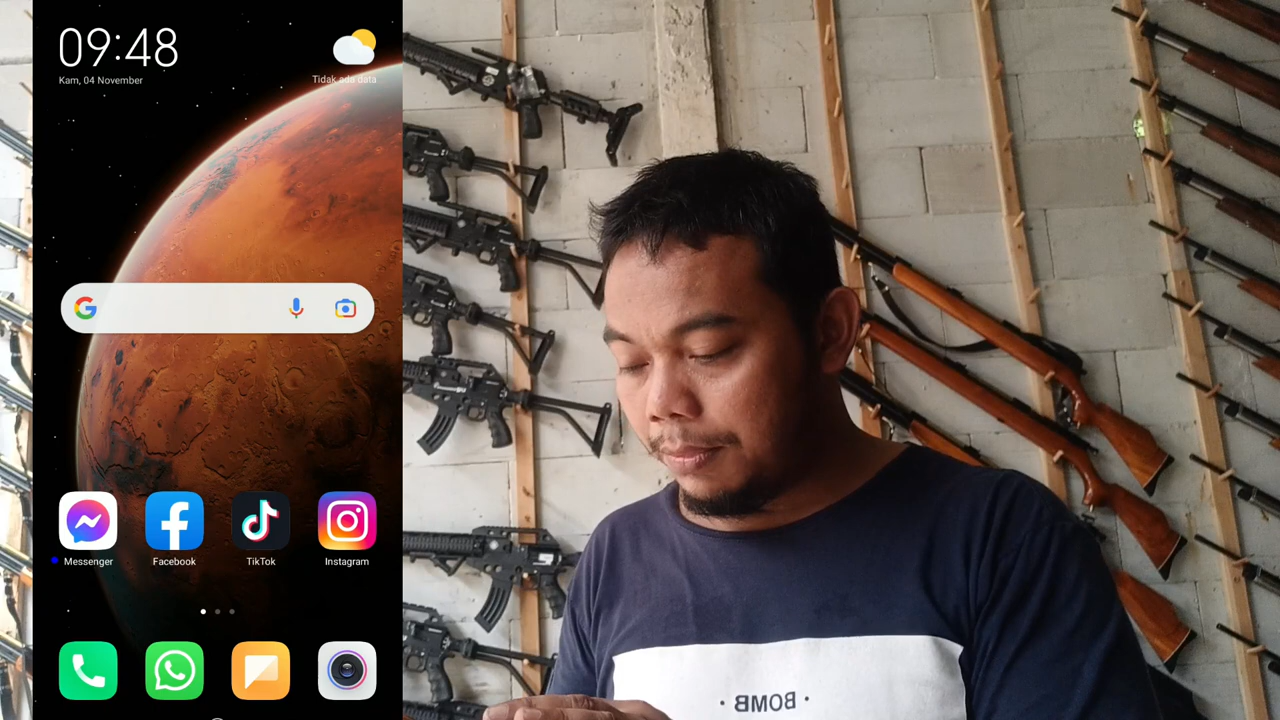 09:48
Kam, 04 November
Tidak ada data
Messenger
Facebook
TikTok
Instagram
· BOMB ·